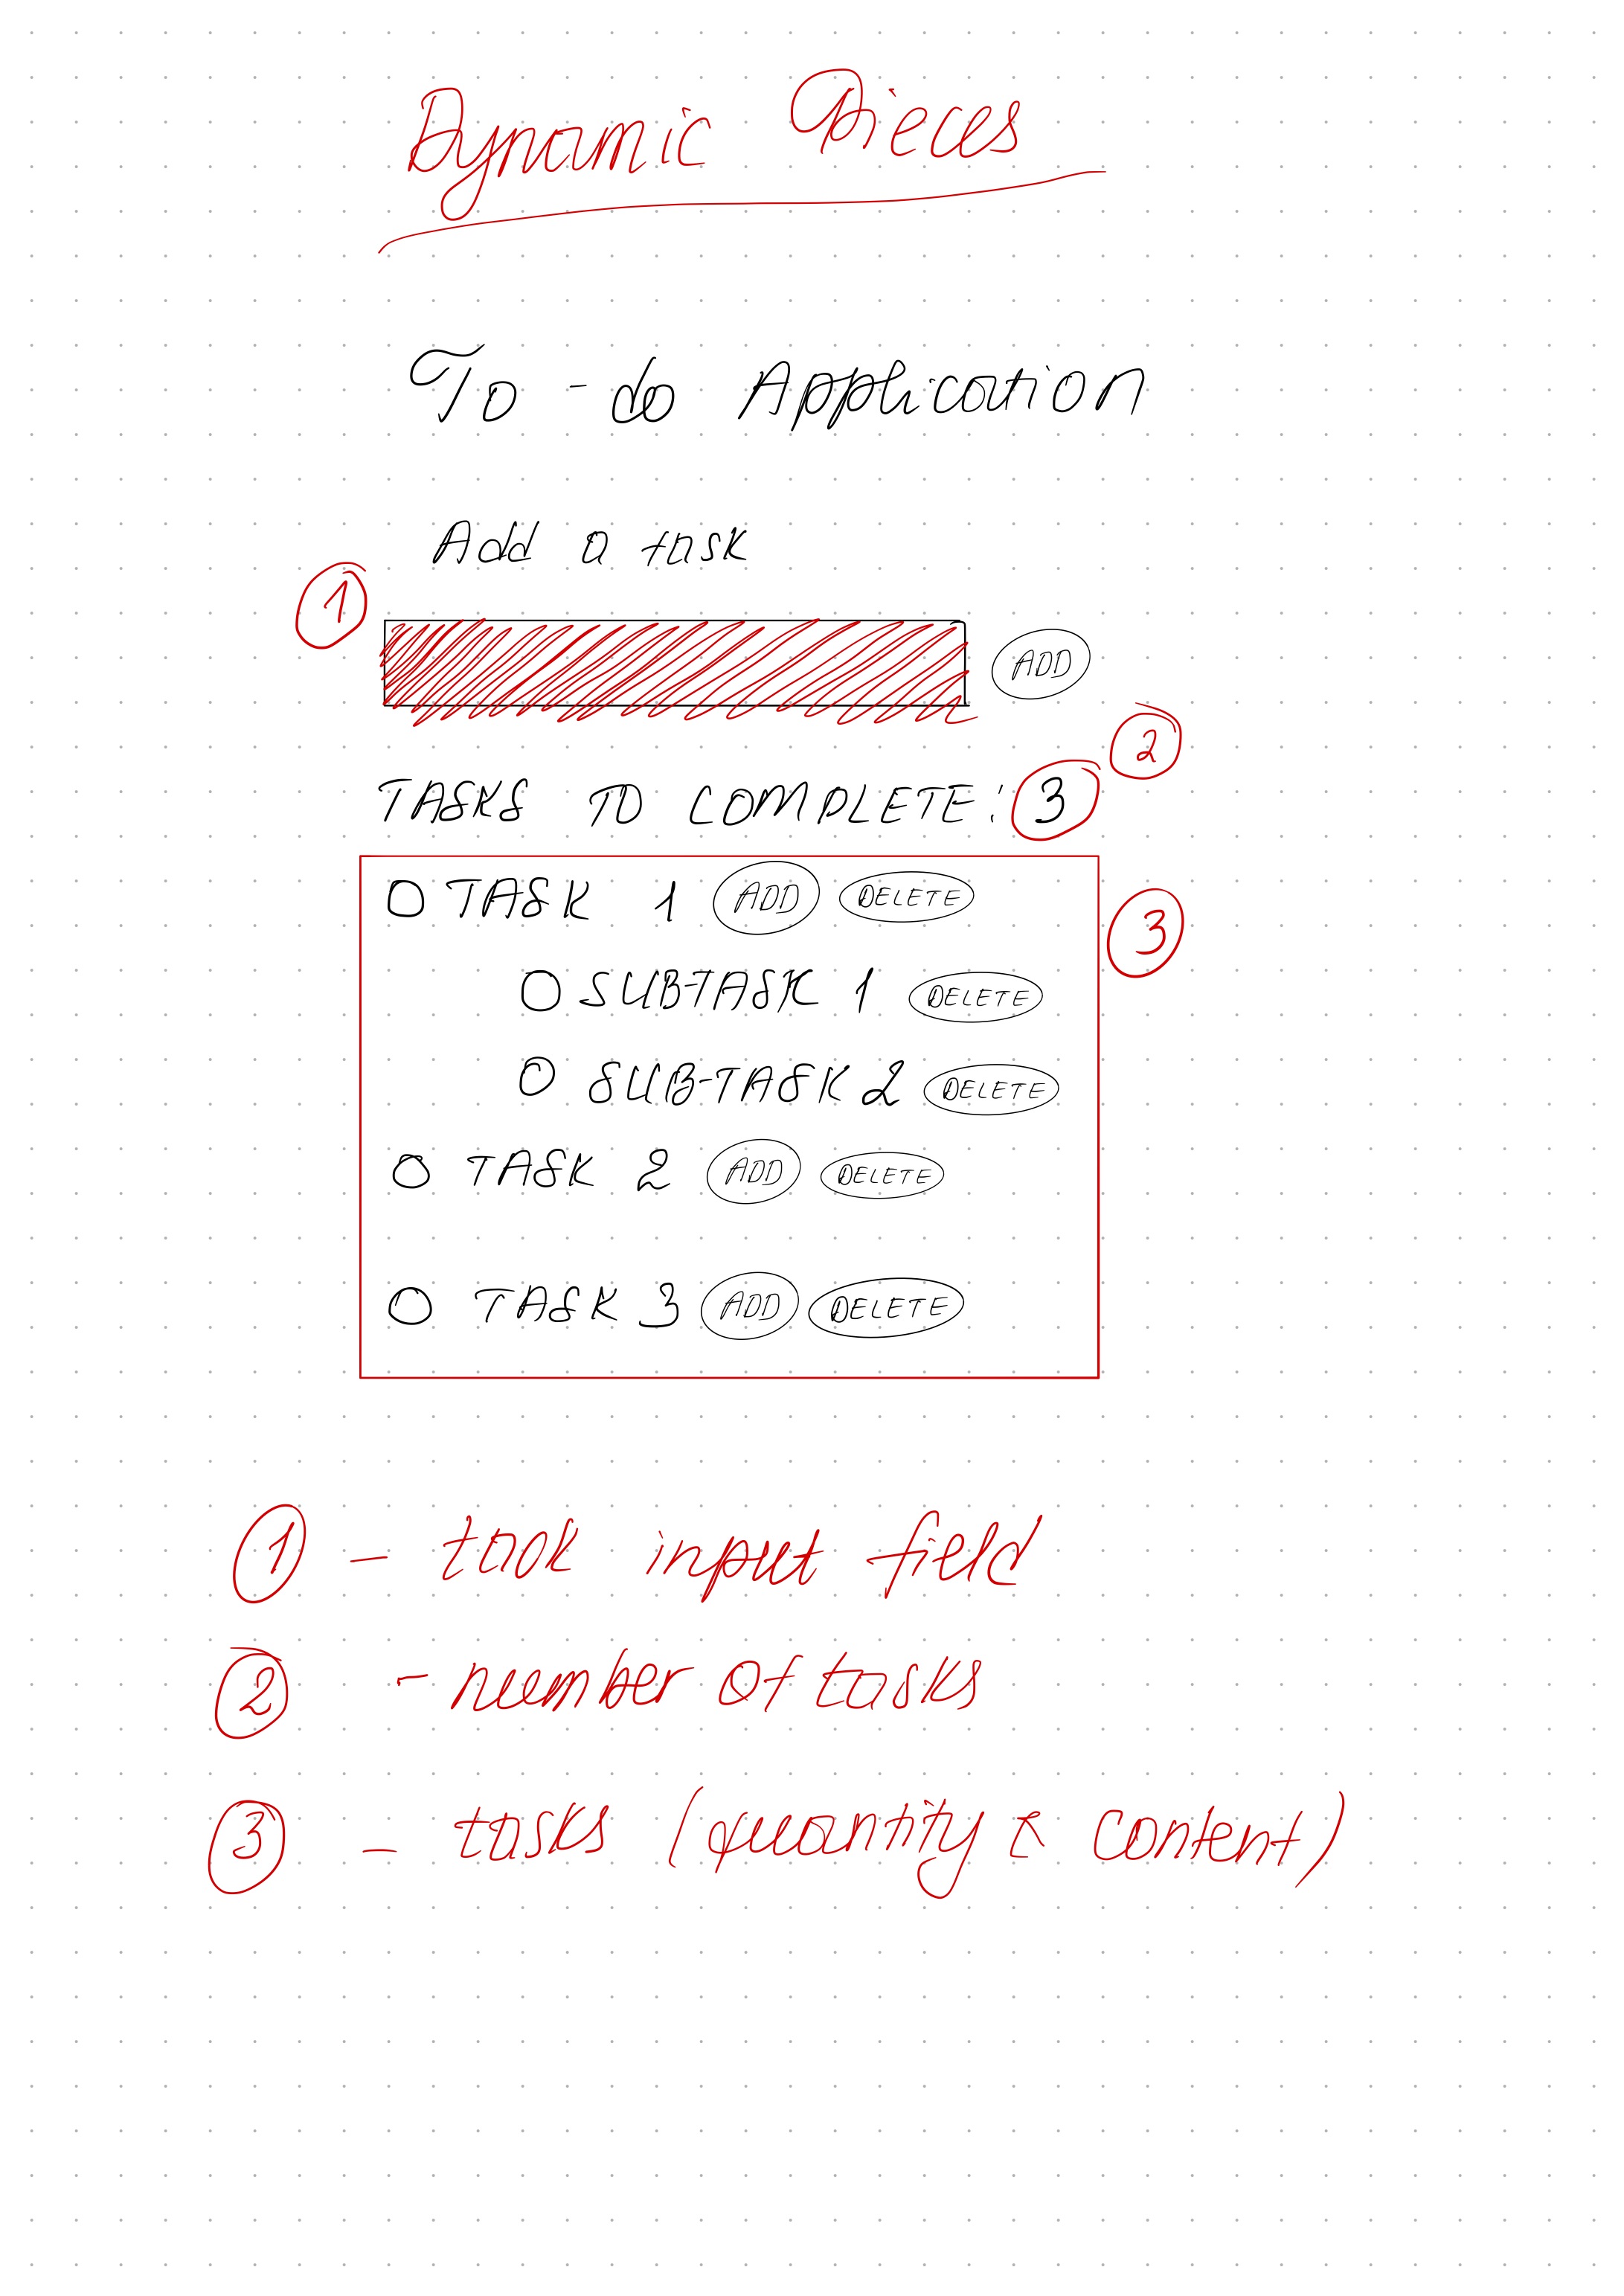 Dynamic Pieces
To-do Application
Add a task
1
ADD
2
TASKS TO COMPLETE: 3
TASK 1 ADD DELETE
3
SUB-TASK 1 DELETE
SUB-TASK 2 DELETE
TASK 2 ADD DELETE
TASK 3 ADD DELETE
1 - task input field
2 - number of tasks
3 - tasks (quantity & content)